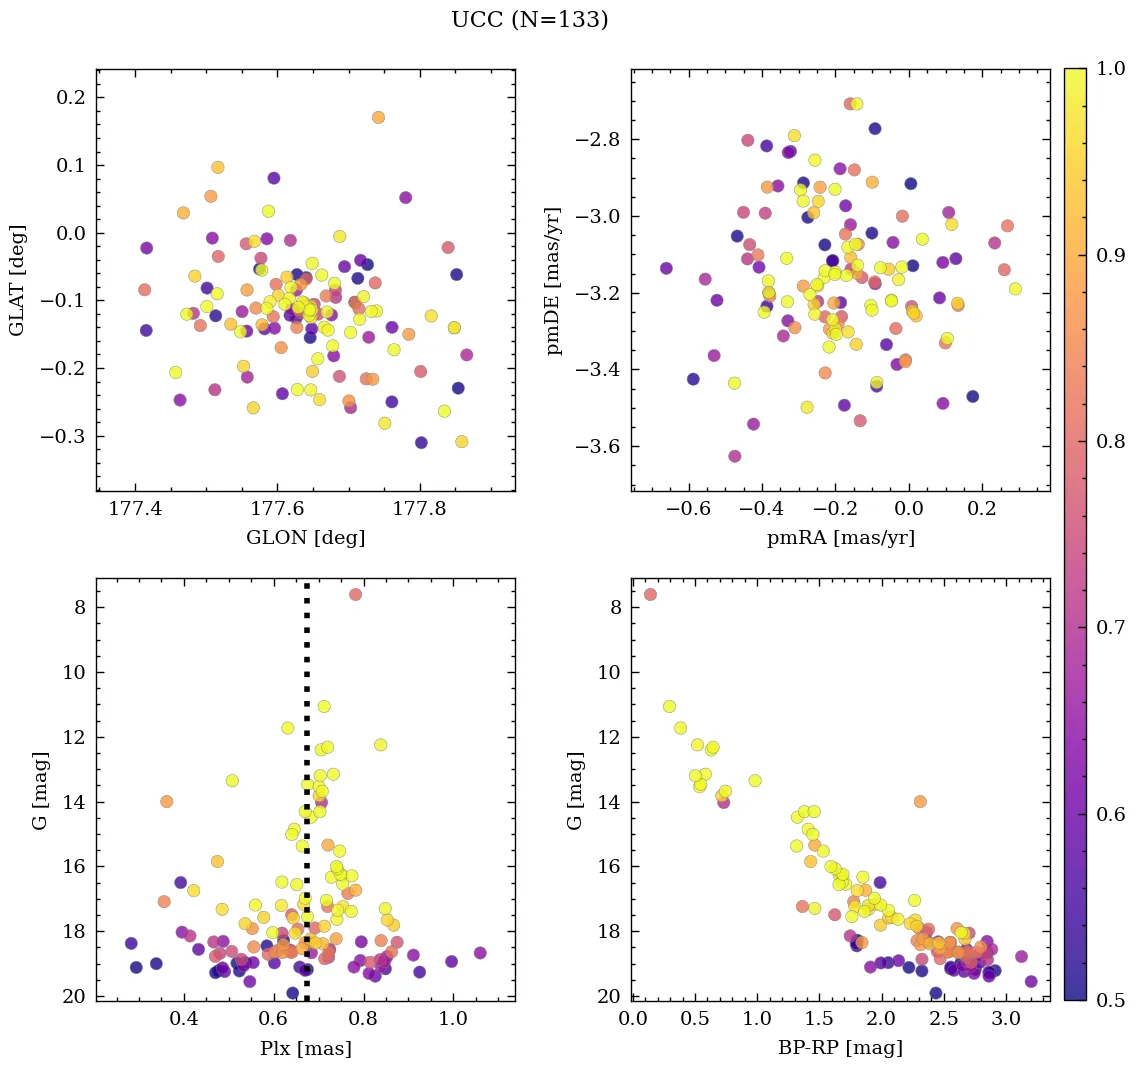 UCC (N=133)
0.2
0.1
0.0
−0.1
−0.2
−0.3
GLAT [deg]
177.4 177.6 177.8
GLON [deg]
−2.8
−3.0
−3.2
−3.4
−3.6
pmDE [mas/yr]
−0.6 −0.4 −0.2 0.0 0.2
pmRA [mas/yr]
8
10
12
14
16
18
20
G [mag]
0.4 0.6 0.8 1.0
Plx [mas]
8
10
12
14
16
18
20
G [mag]
0.0 0.5 1.0 1.5 2.0 2.5 3.0
BP-RP [mag]
1.0
0.9
0.8
0.7
0.6
0.5